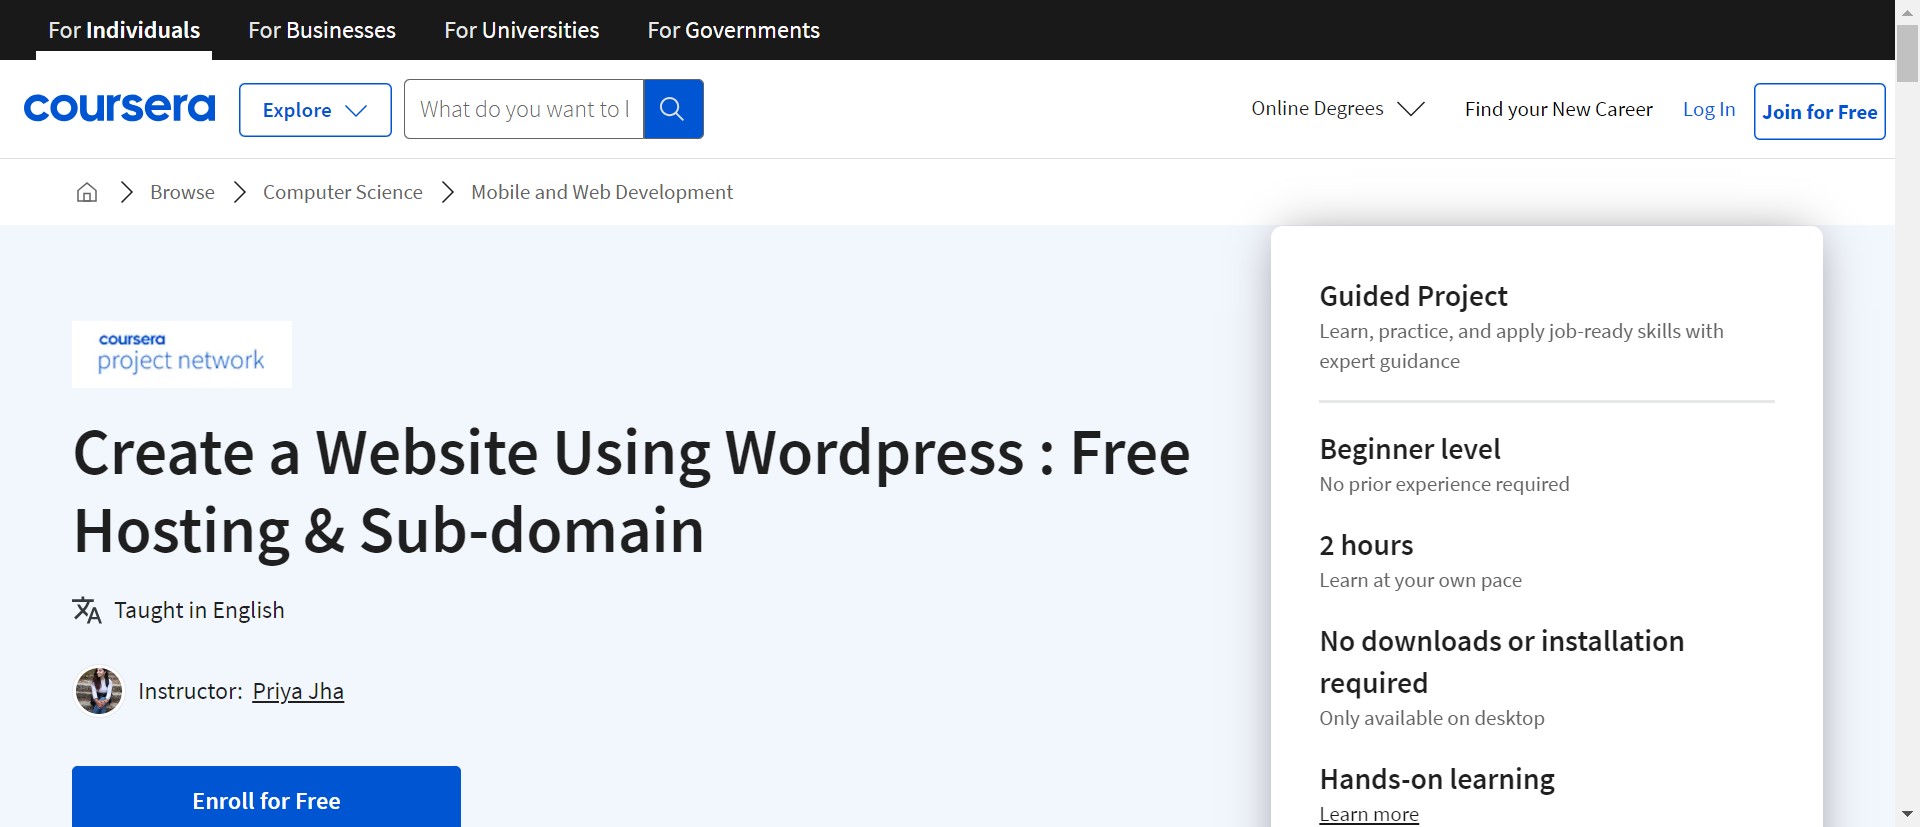 For Individuals For Businesses For Universities For Governments
coursera Explore What do you want to l Online Degrees Find your New Career Log In Join for Free
Browse Computer Science Mobile and Web Development
coursera
project network
Create a Website Using Wordpress : Free
Hosting & Sub-domain
Taught in English
Instructor: Priya Jha
Enroll for Free
Guided Project
Learn, practice, and apply job-ready skills with
expert guidance
Beginner level
No prior experience required
2 hours
Learn at your own pace
No downloads or installation
required
Only available on desktop
Hands-on learning
Learn more